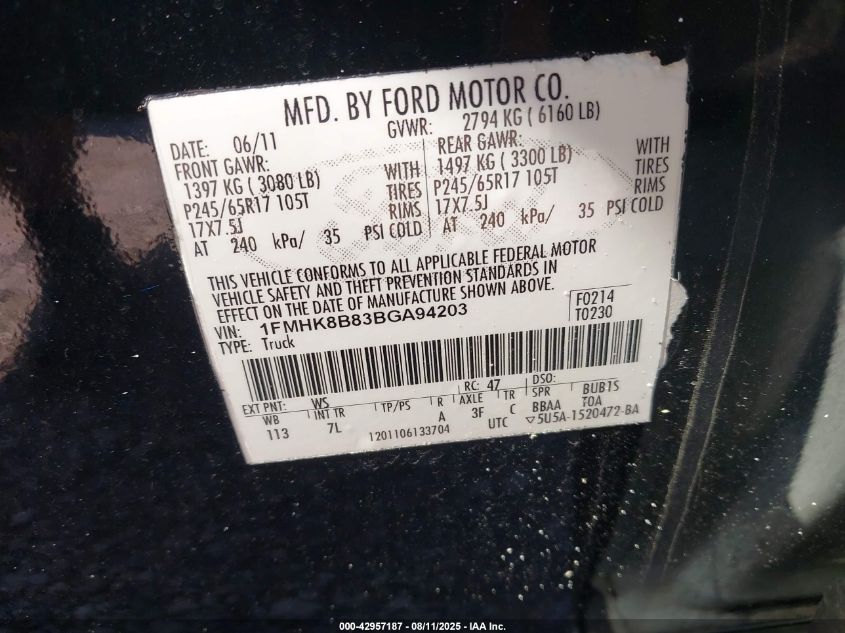 MFD. BY FORD MOTOR CO.
DATE: 06/11 GVWR: 2794 KG ( 6160 LB)
FRONT GAWR: REAR GAWR:
1397 KG ( 3080 LB) WITH 1497 KG ( 3300 LB) WITH
P245/65R17 105T TIRES P245/65R17 105T TIRES
17X7.5J RIMS 17X7.5J RIMS
AT 240 kPa/ 35 PSI COLD AT 240 kPa/ 35 PSI COLD
THIS VEHICLE CONFORMS TO ALL APPLICABLE FEDERAL MOTOR
VEHICLE SAFETY AND THEFT PREVENTION STANDARDS IN
EFFECT ON THE DATE OF MANUFACTURE SHOWN ABOVE.
VIN: 1FMHK8B83BGA94203 F0214
TYPE: Truck T0230
EXT PNT: WS RC: 47 DSO:
WB INT TR TP/PS R AXLE TR SPR BUB1S
113 7L A 3F C BBAA TOA
1201106133704 UTC ▽5U5A-1520472-BA
000-42957187 - 08/11/2025 - IAA Inc.